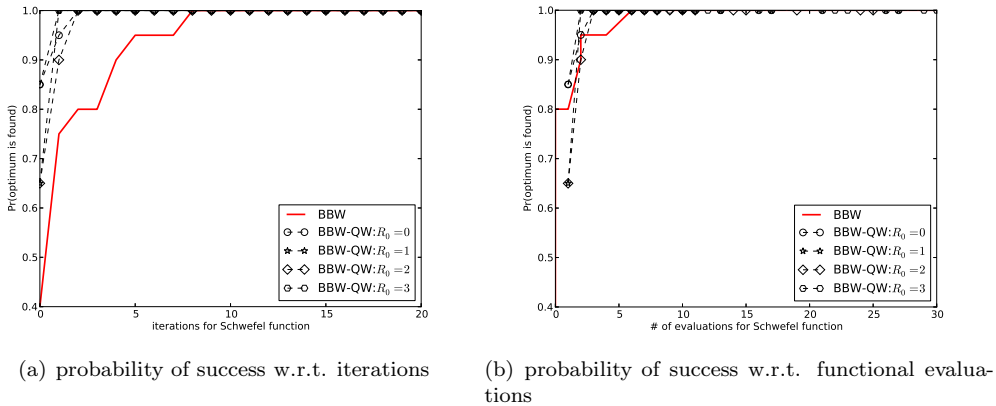 Pr(optimum is found)
1.0
0.9
0.8
0.7
0.6
0.5
0.4
0
5
10
15
20
iterations for Schwefel function
BBW
BBW-QW:R₀=0
BBW-QW:R₀=1
BBW-QW:R₀=2
BBW-QW:R₀=3
(a) probability of success w.r.t. iterations
Pr(optimum is found)
1.0
0.9
0.8
0.7
0.6
0.5
0.4
0
5
10
15
20
25
30
# of evaluations for Schwefel function
BBW
BBW-QW:R₀=0
BBW-QW:R₀=1
BBW-QW:R₀=2
BBW-QW:R₀=3
(b) probability of success w.r.t. functional evalua-
tions